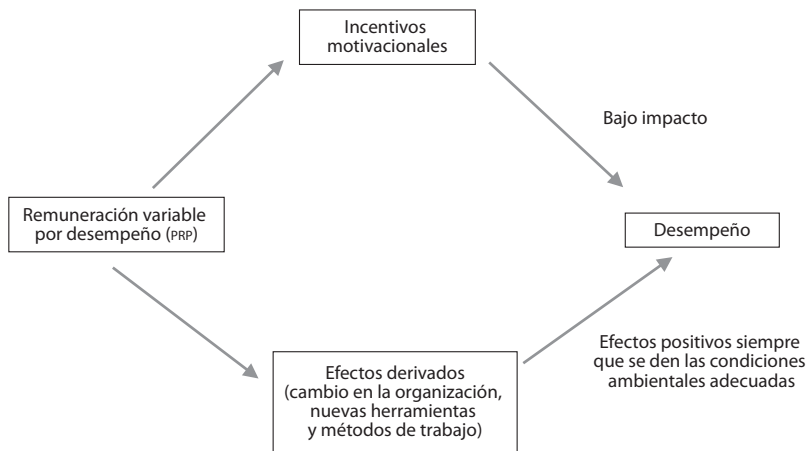 Incentivos
motivacionales
Bajo impacto
Remuneración variable
por desempeño (PRP)
Desempeño
Efectos derivados
(cambio en la organización,
nuevas herramientas
y métodos de trabajo)
Efectos positivos siempre
que se den las condiciones
ambientales adecuadas